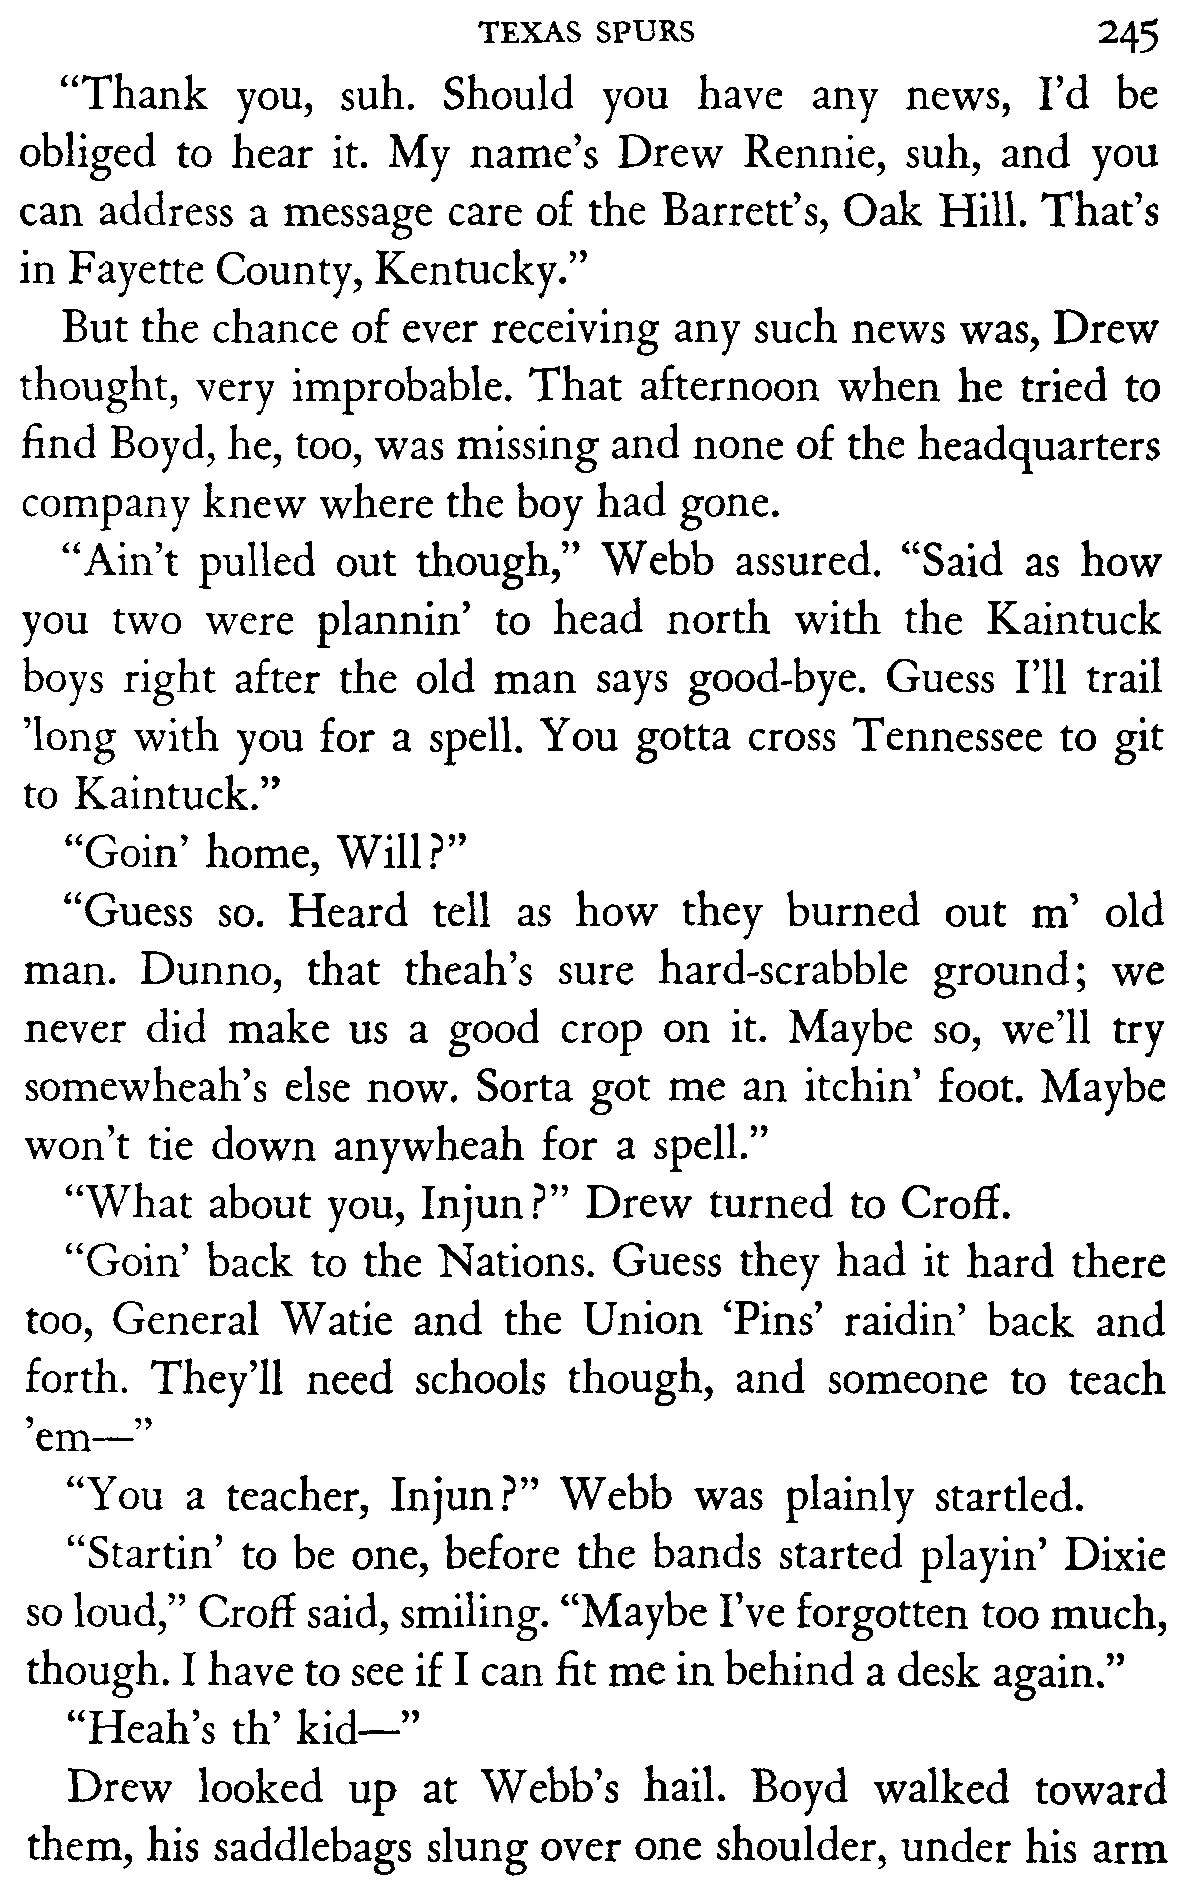 TEXAS SPURS 245
“Thank you, suh. Should you have any news, I’d be
obliged to hear it. My name’s Drew Rennie, suh, and you
can address a message care of the Barrett’s, Oak Hill. That’s
in Fayette County, Kentucky.”
But the chance of ever receiving any such news was, Drew
thought, very improbable. That afternoon when he tried to
find Boyd, he, too, was missing and none of the headquarters
company knew where the boy had gone.
“Ain’t pulled out though,” Webb assured. “Said as how
you two were plannin’ to head north with the Kaintuck
boys right after the old man says good-bye. Guess I’ll trail
’long with you for a spell. You gotta cross Tennessee to git
to Kaintuck.”
“Goin’ home, Will?”
“Guess so. Heard tell as how they burned out m’ old
man. Dunno, that theah’s sure hard-scrabble ground; we
never did make us a good crop on it. Maybe so, we’ll try
somewheah’s else now. Sorta got me an itchin’ foot. Maybe
won’t tie down anywheah for a spell.”
“What about you, Injun?” Drew turned to Croff.
“Goin’ back to the Nations. Guess they had it hard there
too, General Watie and the Union ‘Pins’ raidin’ back and
forth. They’ll need schools though, and someone to teach
’em—”
“You a teacher, Injun?” Webb was plainly startled.
“Startin’ to be one, before the bands started playin’ Dixie
so loud,” Croff said, smiling. “Maybe I’ve forgotten too much,
though. I have to see if I can fit me in behind a desk again.”
“Heah’s th’ kid—”
Drew looked up at Webb’s hail. Boyd walked toward
them, his saddlebags slung over one shoulder, under his arm